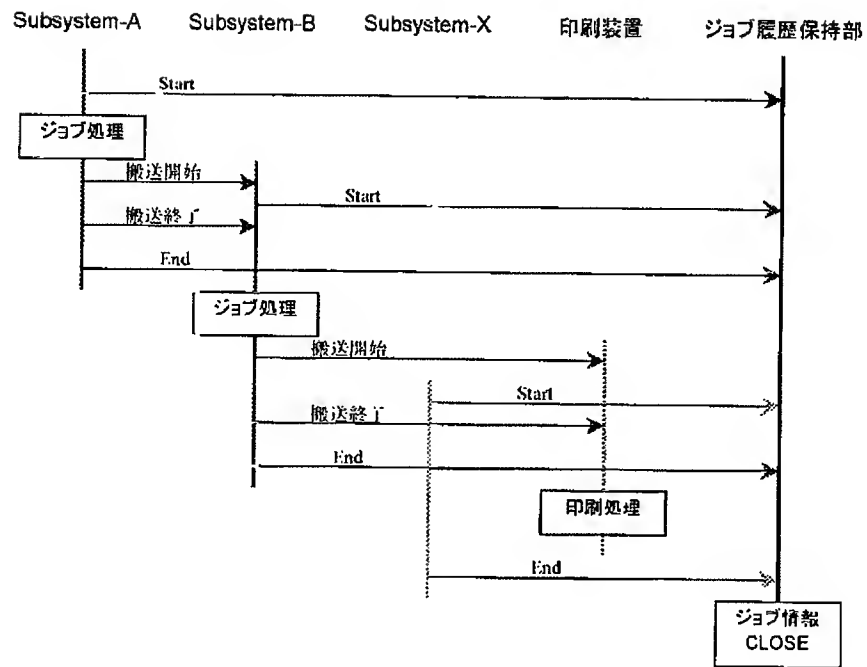 Subsystem-A Subsystem-B Subsystem-X 印刷装置 ジョブ履歴保持部
Start
ジョブ処理
搬送開始
Start
搬送終了
End
ジョブ処理
搬送開始
Start
搬送終了
End
印刷処理
End
ジョブ情報
CLOSE